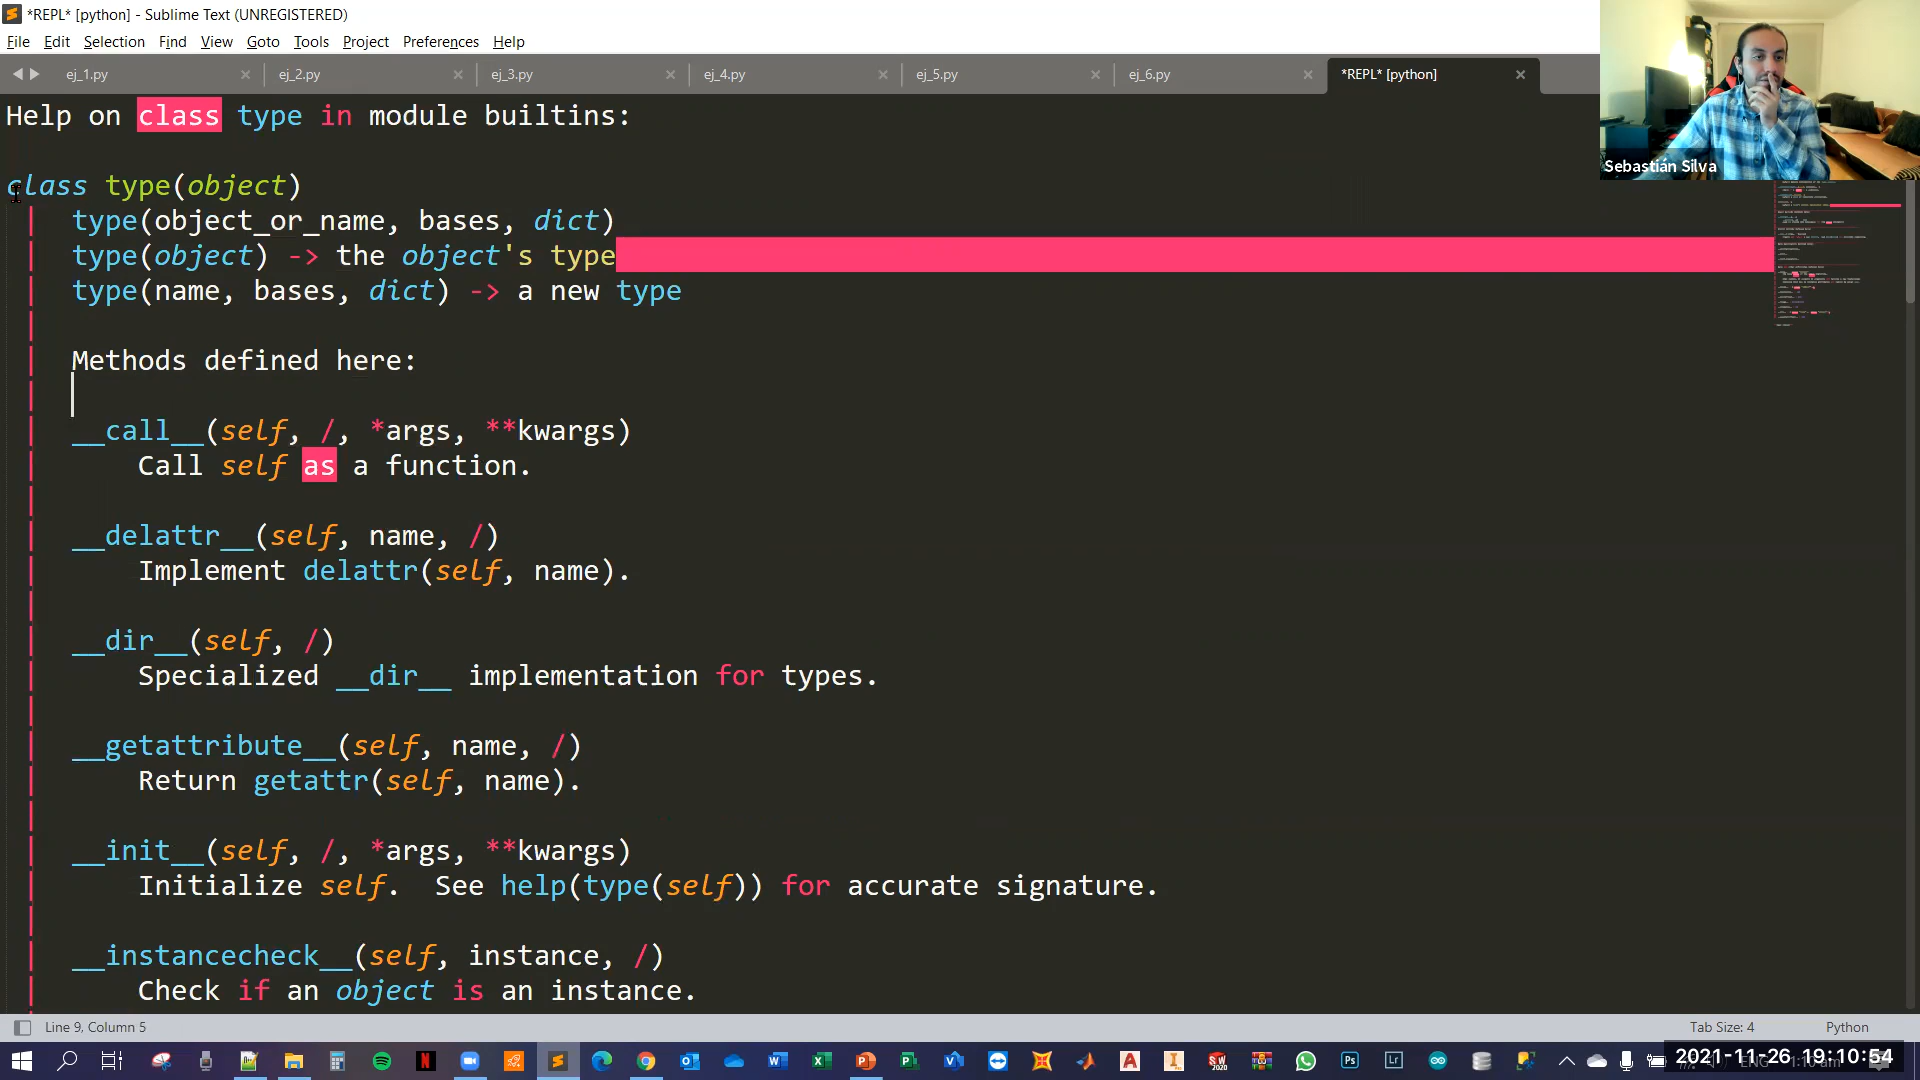 *REPL* [python] - Sublime Text (UNREGISTERED)
File Edit Selection Find View Goto Tools Project Preferences Help
ej_1.py × ej_2.py × ej_3.py × ej_4.py × ej_5.py × ej_6.py × *REPL* [python] ×
Help on class type in module builtins:
Sebastián Silva
class type(object)
| type(object_or_name, bases, dict)
| type(object) -> the object's type
| type(name, bases, dict) -> a new type
|
| Methods defined here:
|
| __call__(self, /, *args, **kwargs)
| Call self as a function.
|
| __delattr__(self, name, /)
| Implement delattr(self, name).
|
| __dir__(self, /)
| Specialized __dir__ implementation for types.
|
| __getattribute__(self, name, /)
| Return getattr(self, name).
|
| __init__(self, /, *args, **kwargs)
| Initialize self.  See help(type(self)) for accurate signature.
|
| __instancecheck__(self, instance, /)
| Check if an object is an instance.
Line 9, Column 5
Tab Size: 4
Python
2021-11-26 19:10:54